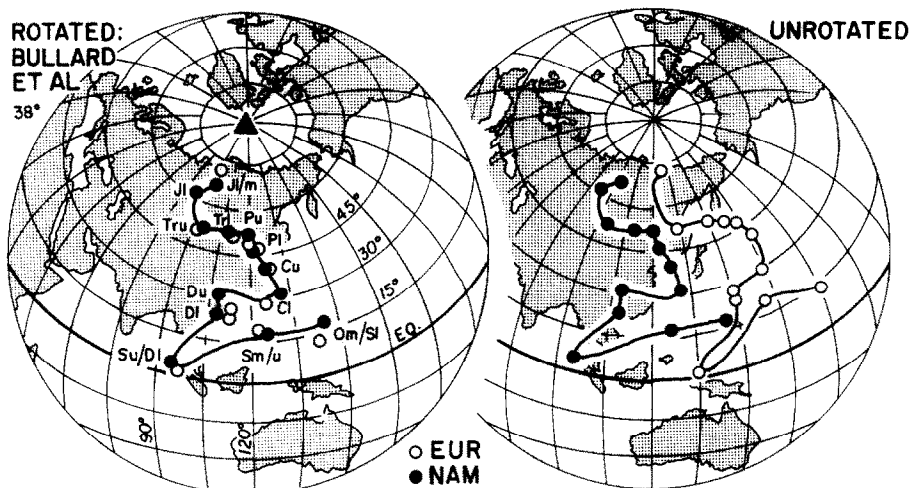 ROTATED:
BULLARD
ET AL
38°
UNROTATED
Jl
Jl/m
Tru
Trl
Pu
Pl
45°
30°
15°
Cu
Cl
Du
Dl
Om/Sl
EQ.
Su/Dl
Sm/u
90°
120°
○ EUR
● NAM